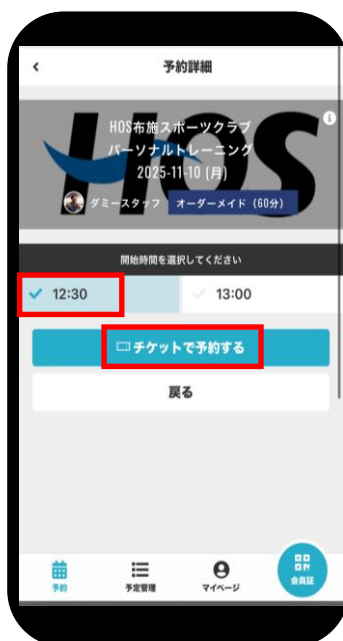 予約詳細
HOS
HOS布施スポーツクラブ
パーソナルトレーニング
2025-11-10 (月)
ダミースタッフ オーダーメイド (60分)
開始時間を選択してください
12:30 13:00
チケットで予約する
戻る
予約 予定管理 マイページ 会員証